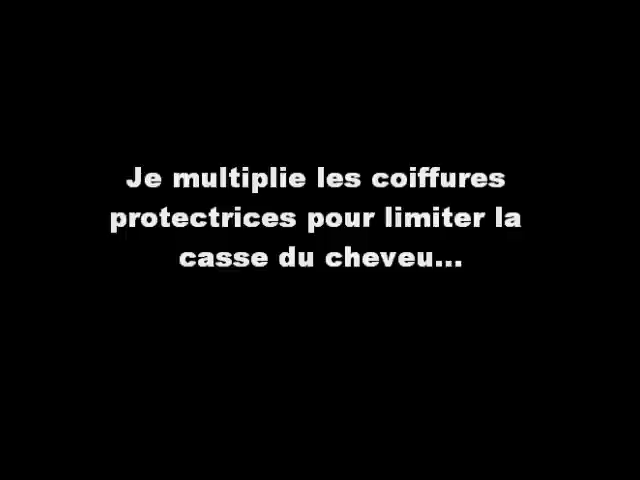 Je multiplie les coiffures
protectrices pour limiter la
casse du cheveu...